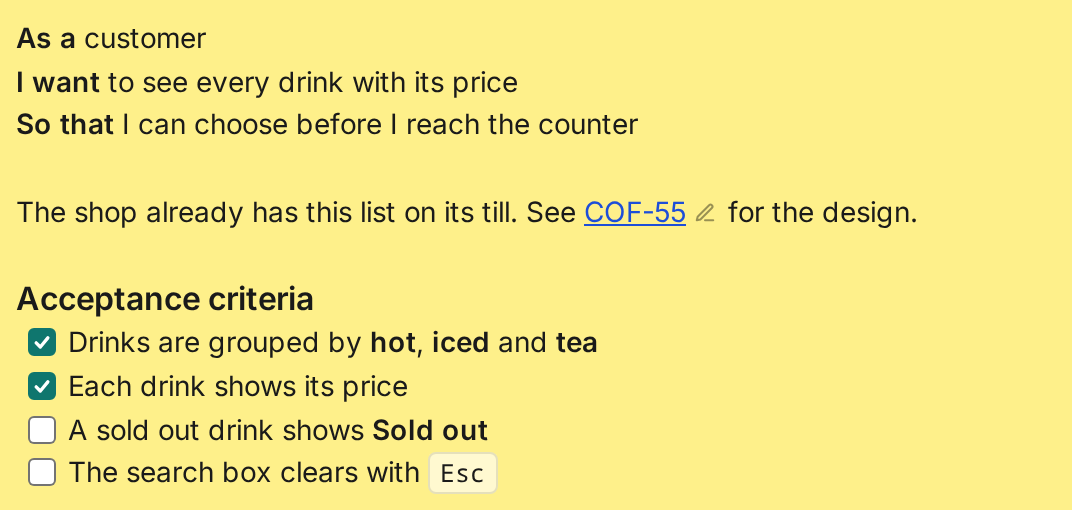 As a customer
I want to see every drink with its price
So that I can choose before I reach the counter
The shop already has this list on its till. See COF-55 for the design.
Acceptance criteria
Drinks are grouped by hot, iced and tea
Each drink shows its price
A sold out drink shows Sold out
The search box clears with Esc